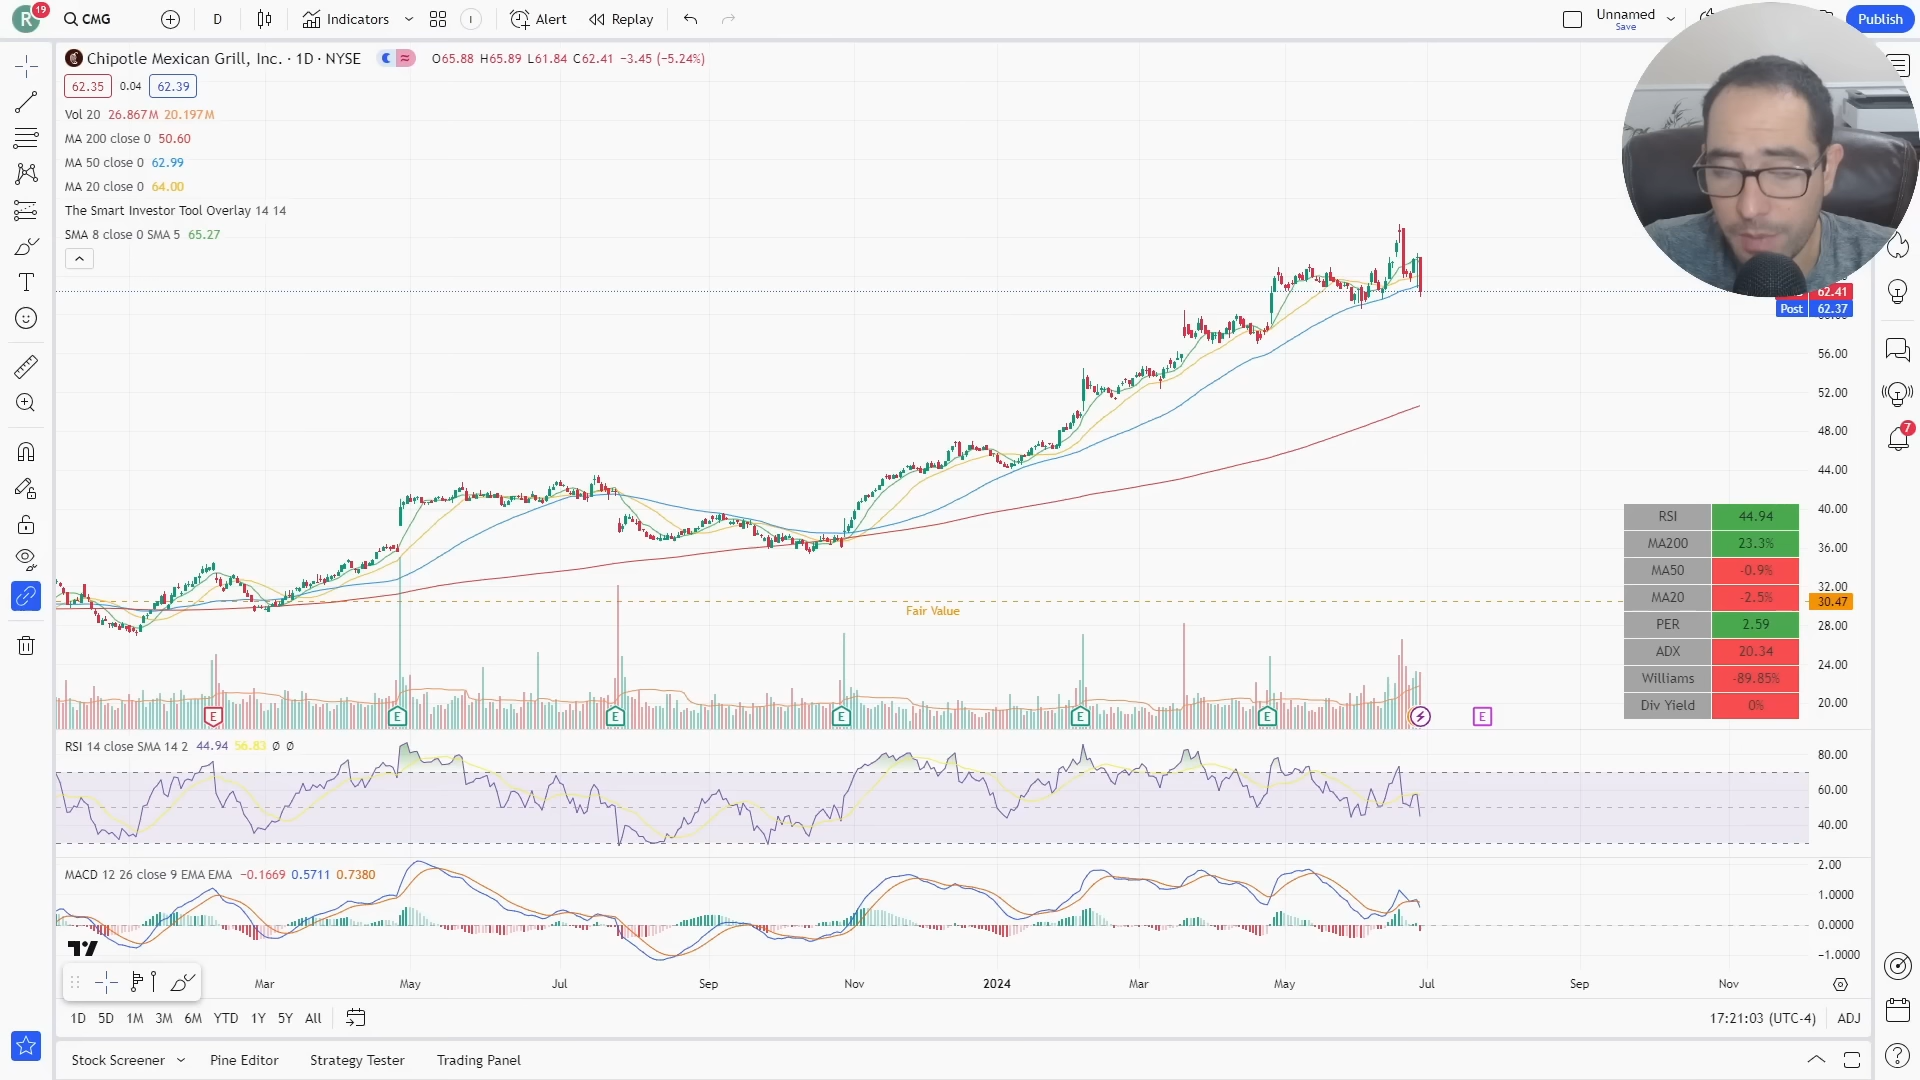 R 19 CMG D Indicators Alert Replay Unnamed Save Publish
Chipotle Mexican Grill, Inc. · 1D · NYSE O65.88 H65.89 L61.84 C62.41 −3.45 (−5.24%)
62.35 0.04 62.39
Vol 20 26.867M 20.197M
MA 200 close 0 50.60
MA 50 close 0 62.99
MA 20 close 0 64.00
The Smart Investor Tool Overlay 14 14
SMA 8 close 0 SMA 5 65.27
62.41
Post 62.37
56.00
52.00
48.00
44.00
40.00
36.00
32.00
30.47
28.00
24.00
20.00
Fair Value
RSI 44.94
MA200 23.3%
MA50 -0.9%
MA20 -2.5%
PER 2.59
ADX 20.34
Williams -89.85%
Div Yield 0%
E E E E E E E
7
RSI 14 close SMA 14 2 44.94 56.83 Ø Ø
80.00
60.00
40.00
MACD 12 26 close 9 EMA EMA −0.1669 0.5711 0.7380
2.00
1.0000
0.0000
−1.0000
Mar May Jul Sep Nov 2024 Mar May Jul Sep Nov
1D 5D 1M 3M 6M YTD 1Y 5Y All 17:21:03 (UTC-4) ADJ
Stock Screener Pine Editor Strategy Tester Trading Panel